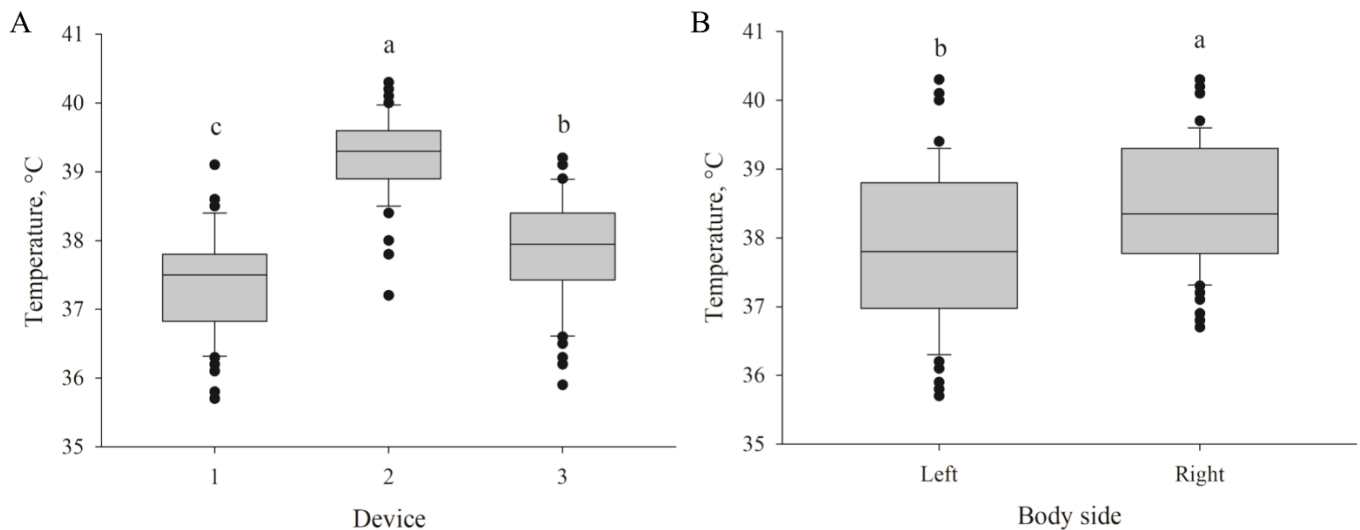 A
41
40
39
38
37
36
35
Temperature, °C
c
a
b
1
2
3
Device
B
41
40
39
38
37
36
35
Temperature, °C
b
a
Left
Right
Body side